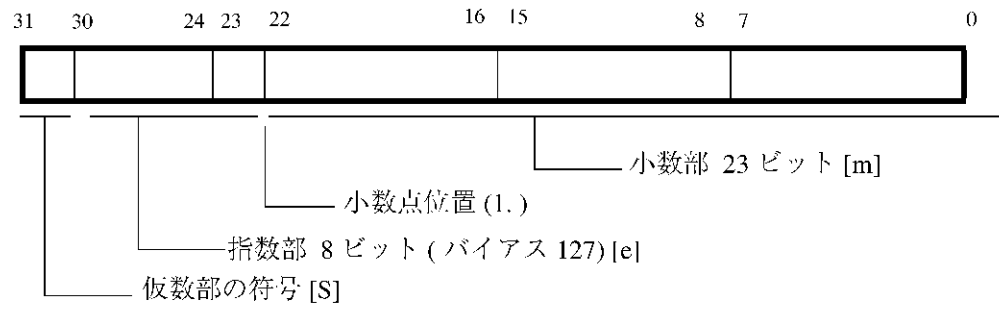 31 30 24 23 22 16 15 8 7 0
小数部 23 ビット [m]
小数点位置 (1. )
指数部 8 ビット ( バイアス 127) [e]
仮数部の符号 [S]